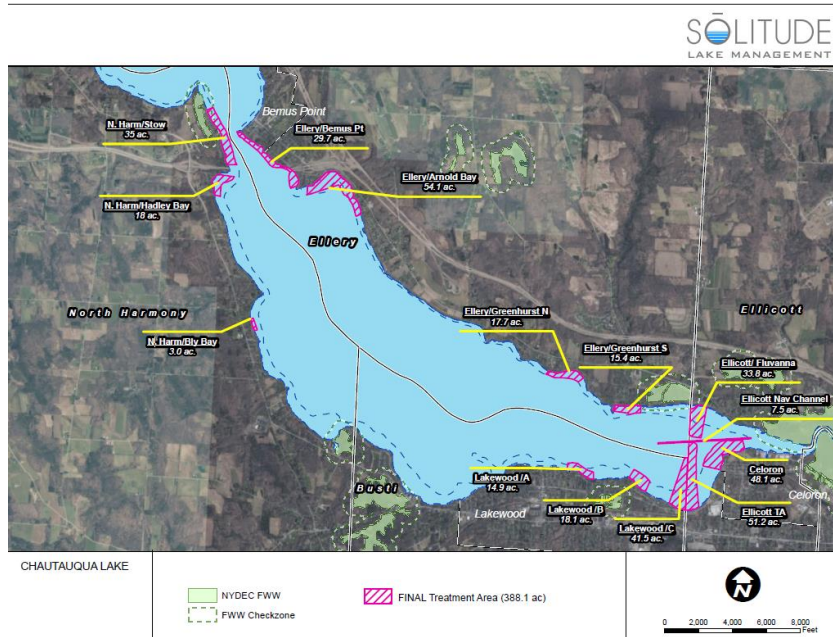 SŌLITUDE
LAKE MANAGEMENT
Bemus Point
N. Harm/Stow
35 ac.
Ellery/Bemus Pt
29.7 ac.
Ellery/Arnold Bay
54.1 ac.
N. Harm/Hadley Bay
18 ac.
Ellery
North Harmony
Ellicott
N. Harm/Bly Bay
3.0 ac.
Ellery/Greenhurst N
17.7 ac.
Ellery/Greenhurst S
15.4 ac.
Ellicott/ Fluvanna
33.8 ac.
Ellicott Nav Channel
7.5 ac.
Lakewood /A
14.9 ac.
Celoron
48.1 ac.
Busti
Lakewood
Lakewood /B
18.1 ac.
Celoron
Ellicott TA
51.2 ac.
Lakewood /C
41.5 ac.
CHAUTAUQUA LAKE
NYDEC FWW
FWW Checkzone
FINAL Treatment Area (388.1 ac)
N
0 2,000 4,000 6,000 8,000
Feet